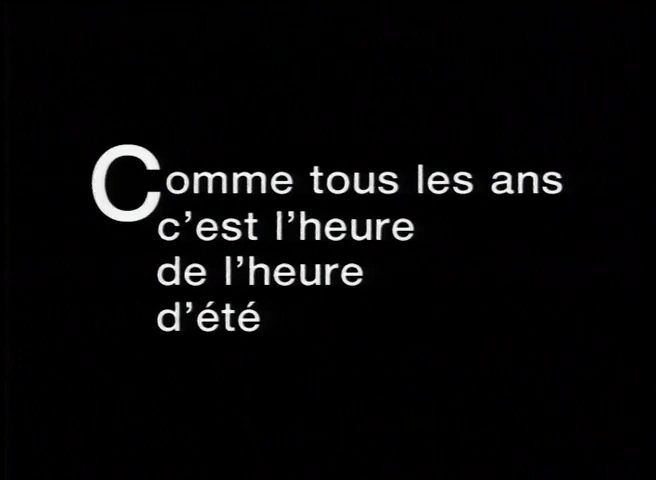 Comme tous les ans
c'est l'heure
de l'heure
d'été